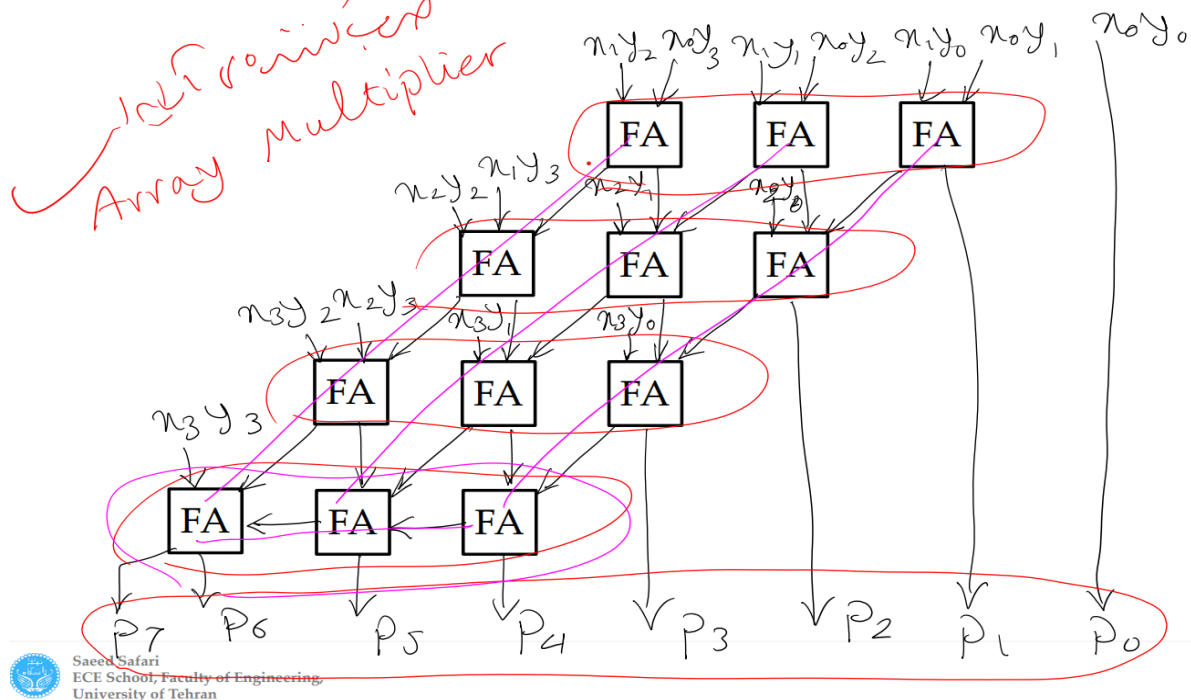 Array Multiplier
x₁y₂ x₀y₃ x₁y₁ x₀y₂ x₁y₀ x₀y₁ x₀y₀
FA FA FA
x₂y₂ x₁y₃ x₂y₁ x₂y₀
FA FA FA
x₃y₂ x₂y₃ x₃y₁ x₃y₀
FA FA FA
x₃y₃
FA FA FA
P7 P6 P5 P4 P3 P2 P1 P0
Saeed Safari
ECE School, Faculty of Engineering,
University of Tehran